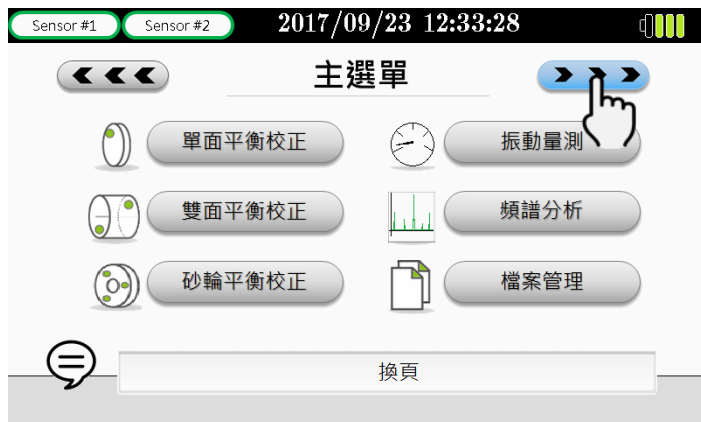 Sensor #1 Sensor #2 2017/09/23 12:33:28
主選單
單面平衡校正 振動量測
雙面平衡校正 頻譜分析
砂輪平衡校正 檔案管理
換頁